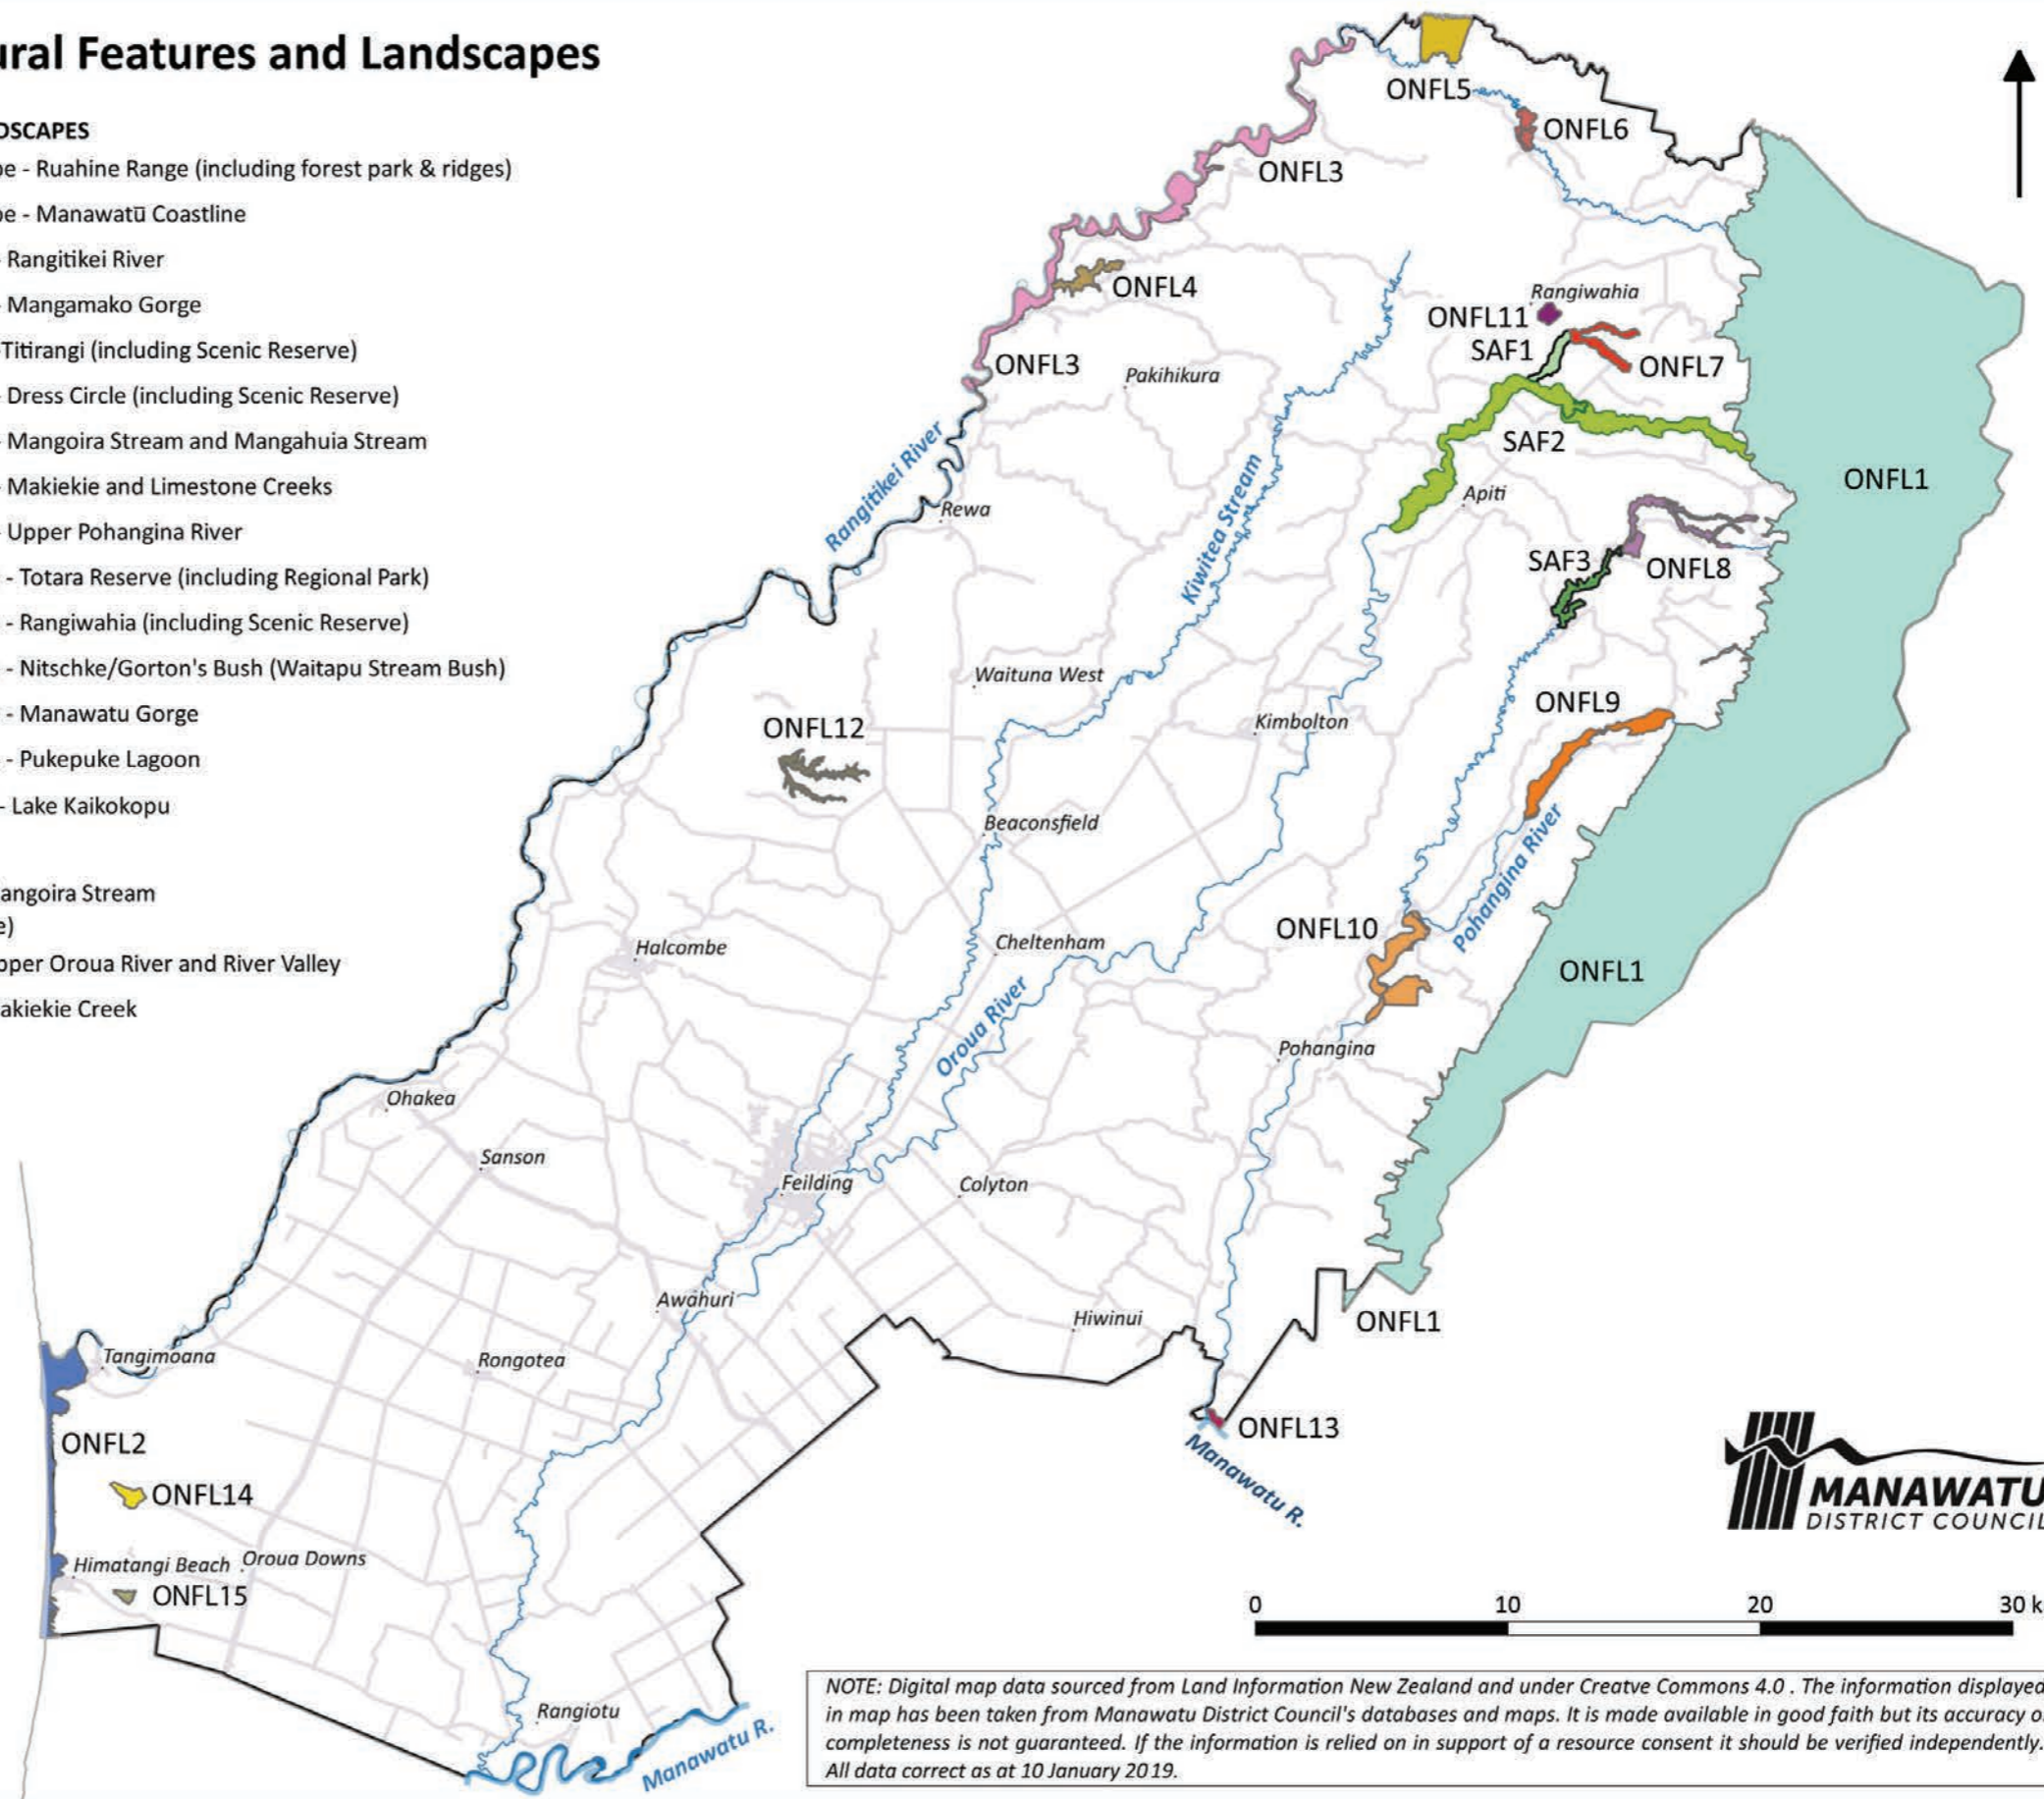 ural Features and Landscapes
DSCAPES
pe - Ruahine Range (including forest park & ridges)
pe - Manawatū Coastline
- Rangitikei River
- Mangamako Gorge
Titirangi (including Scenic Reserve)
- Dress Circle (including Scenic Reserve)
- Mangoira Stream and Mangahuia Stream
- Makiekie and Limestone Creeks
- Upper Pohangina River
- Totara Reserve (including Regional Park)
- Rangiwahia (including Scenic Reserve)
- Nitschke/Gorton's Bush (Waitapu Stream Bush)
- Manawatu Gorge
- Pukepuke Lagoon
- Lake Kaikokopu
angoira Stream
e)
pper Oroua River and River Valley
akiekie Creek
ONFL5
ONFL6
ONFL3
ONFL4
Rangiwahia
ONFL11
SAF1
ONFL7
ONFL3
Pakihikura
SAF2
ONFL1
Rangitikei River
Kiwitea Stream
Apiti
Rewa
SAF3
ONFL8
Waituna West
ONFL9
ONFL12
Kimbolton
Beaconsfield
Pohangina River
ONFL10
Cheltenham
Halcombe
ONFL1
Oroua River
Pohangina
Ohakea
Sanson
Feilding
Colyton
Awahuri
Hiwinui
ONFL1
Tangimoana
Rongotea
ONFL13
ONFL2
Manawatu R.
ONFL14
Himatangi Beach
Oroua Downs
ONFL15
Rangiotu
Manawatu R.
MANAWATU
DISTRICT COUNCIL
0 10 20 30 k
NOTE: Digital map data sourced from Land Information New Zealand and under Creatve Commons 4.0 . The information displayed
in map has been taken from Manawatu District Council's databases and maps. It is made available in good faith but its accuracy o
completeness is not guaranteed. If the information is relied on in support of a resource consent it should be verified independently.
All data correct as at 10 January 2019.